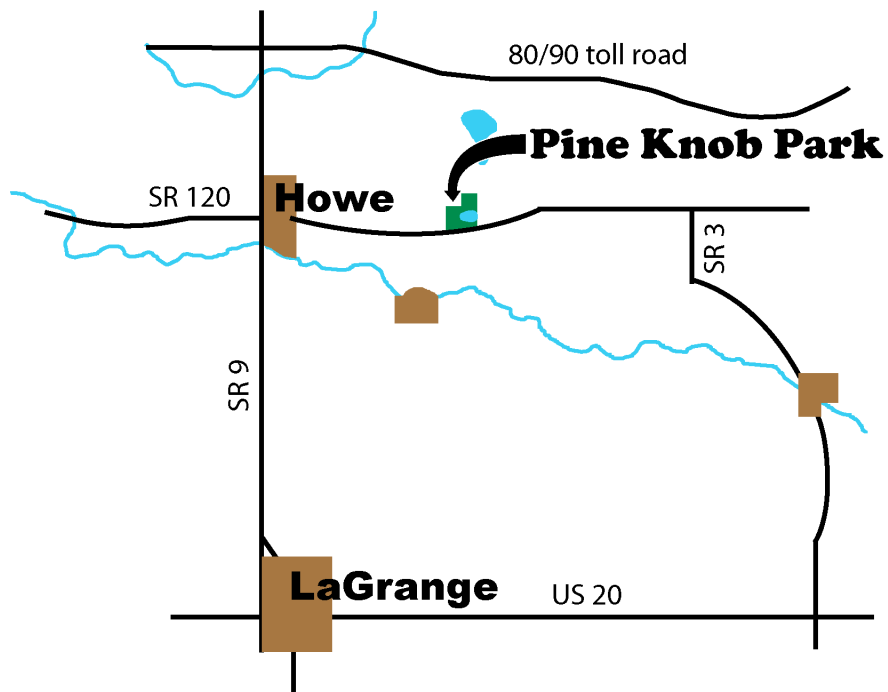 80/90 toll road
Pine Knob Park
SR 120
Howe
SR 3
SR 9
LaGrange
US 20